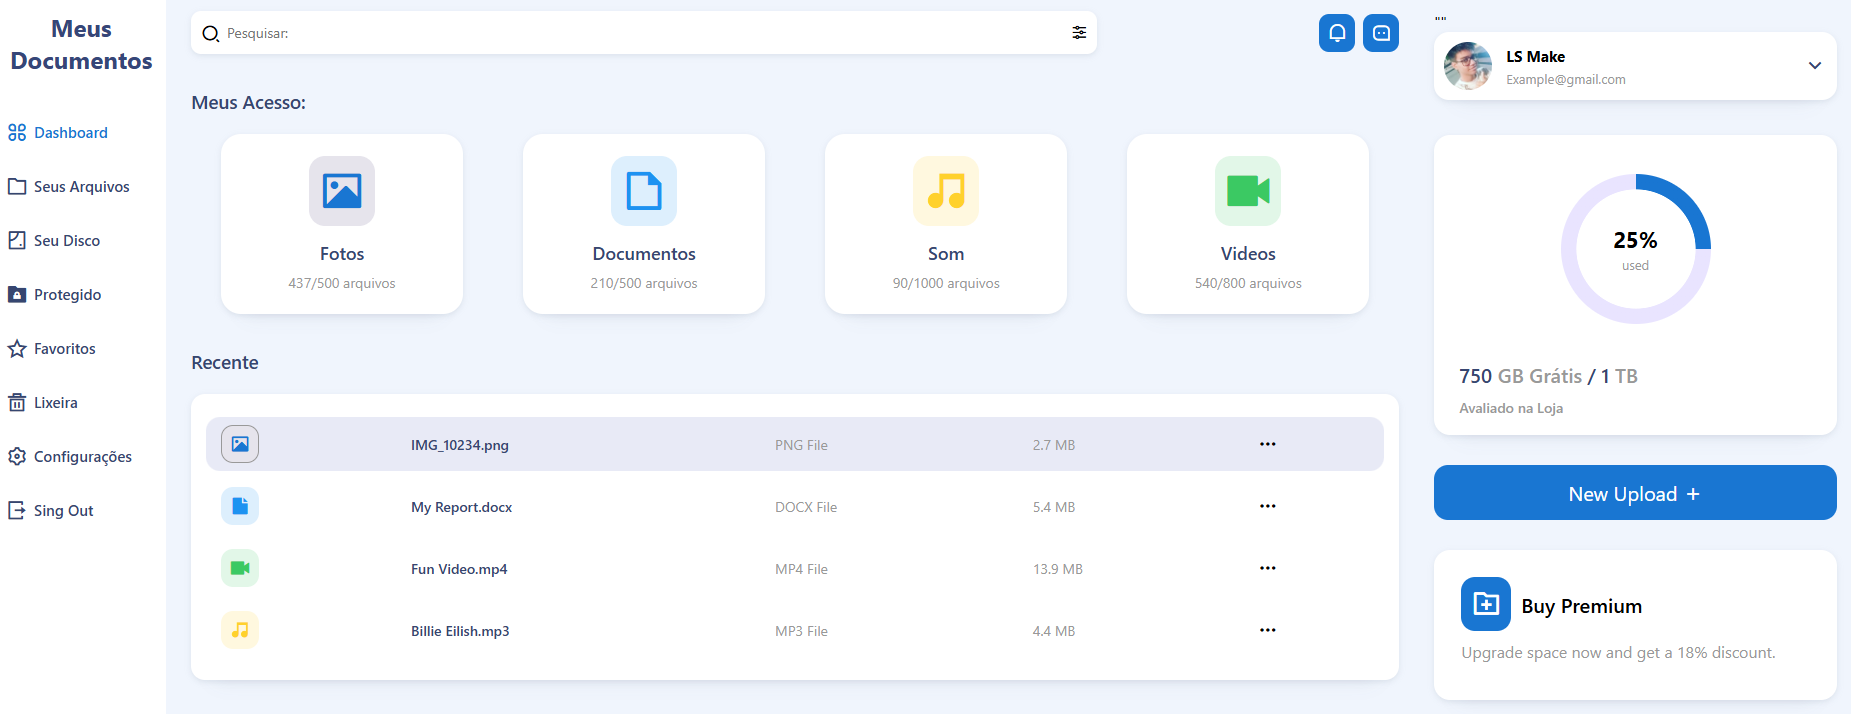 Meus
Documentos
Dashboard
Seus Arquivos
Seu Disco
Protegido
Favoritos
Lixeira
Configurações
Sing Out
Pesquisar:
Meus Acesso:
Fotos
437/500 arquivos
Documentos
210/500 arquivos
Som
90/1000 arquivos
Videos
540/800 arquivos
Recente
IMG_10234.png PNG File 2.7 MB
My Report.docx DOCX File 5.4 MB
Fun Video.mp4 MP4 File 13.9 MB
Billie Eilish.mp3 MP3 File 4.4 MB
""
LS Make
Example@gmail.com
25%
used
750 GB Grátis / 1 TB
Avaliado na Loja
New Upload +
Buy Premium
Upgrade space now and get a 18% discount.